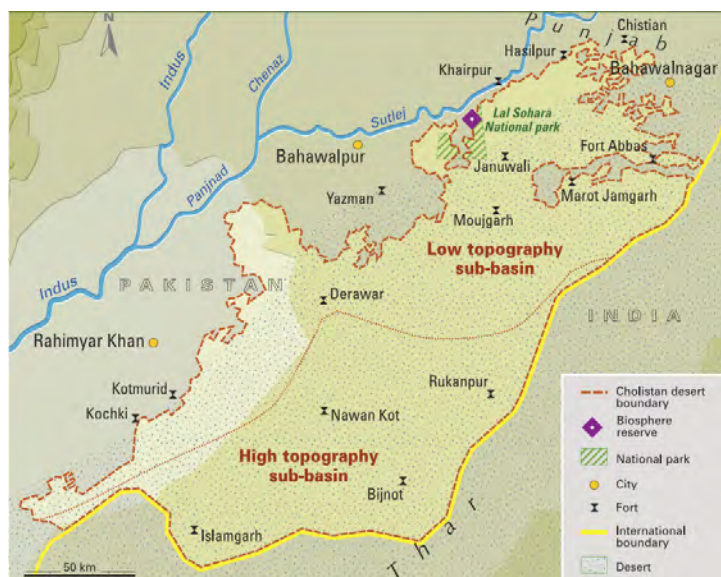 N
Punjab
Chistian
Hasilpur
Khairpur
Bahawalnagar
Indus
Chenaz
Sutlej
Lal Sohara
National park
Bahawalpur
Januwali
Fort Abbas
Panjnad
Yazman
Marot Jamgarh
Moujgarh
Low topography
sub-basin
PAKISTAN
Indus
Derawar
INDIA
Rahimyar Khan
Kotmurid
Rukanpur
Kochki
Nawan Kot
High topography
sub-basin
Bijnot
Islamgarh
Thar
50 km
Cholistan desert
boundary
Biosphere
reserve
National park
City
Fort
International
boundary
Desert